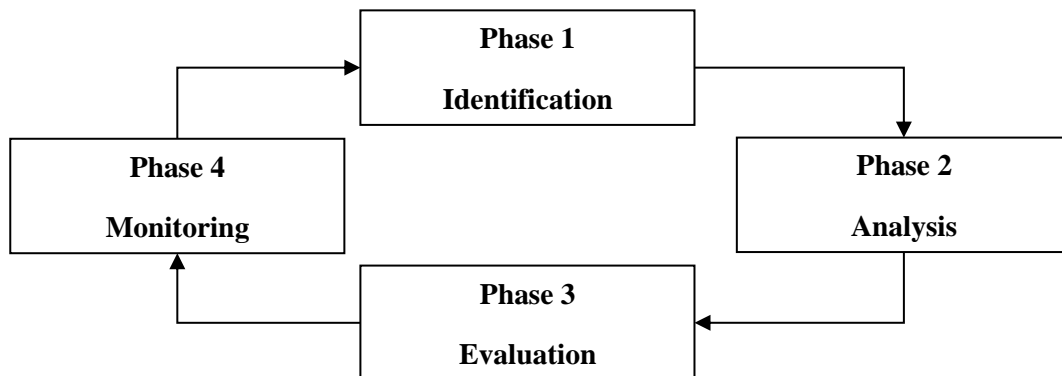 Phase 1
Identification
Phase 2
Analysis
Phase 3
Evaluation
Phase 4
Monitoring